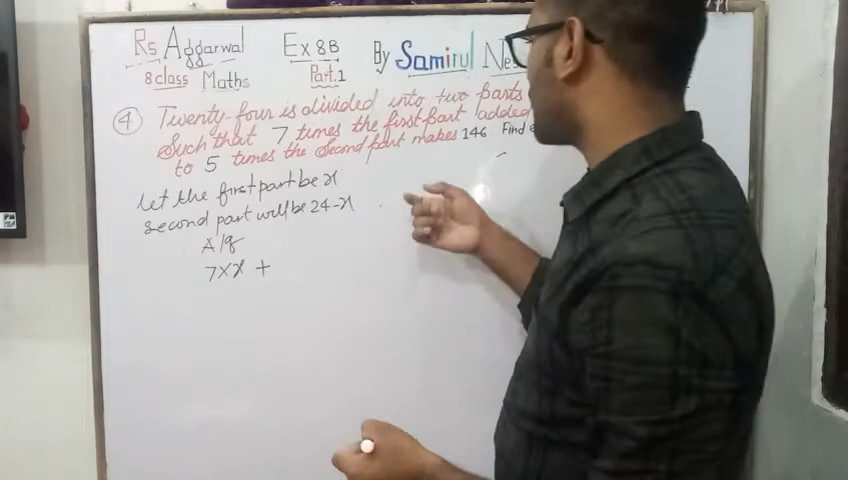 Rs Aggarwal Ex 8B By Samirul
8 class Maths Part.1
4 Twenty-four is divided into two parts
Such that 7 times the first part added
to 5 times the second part makes 146. Find
Let the first part be x
second part will be 24-x
A/q
7×x +